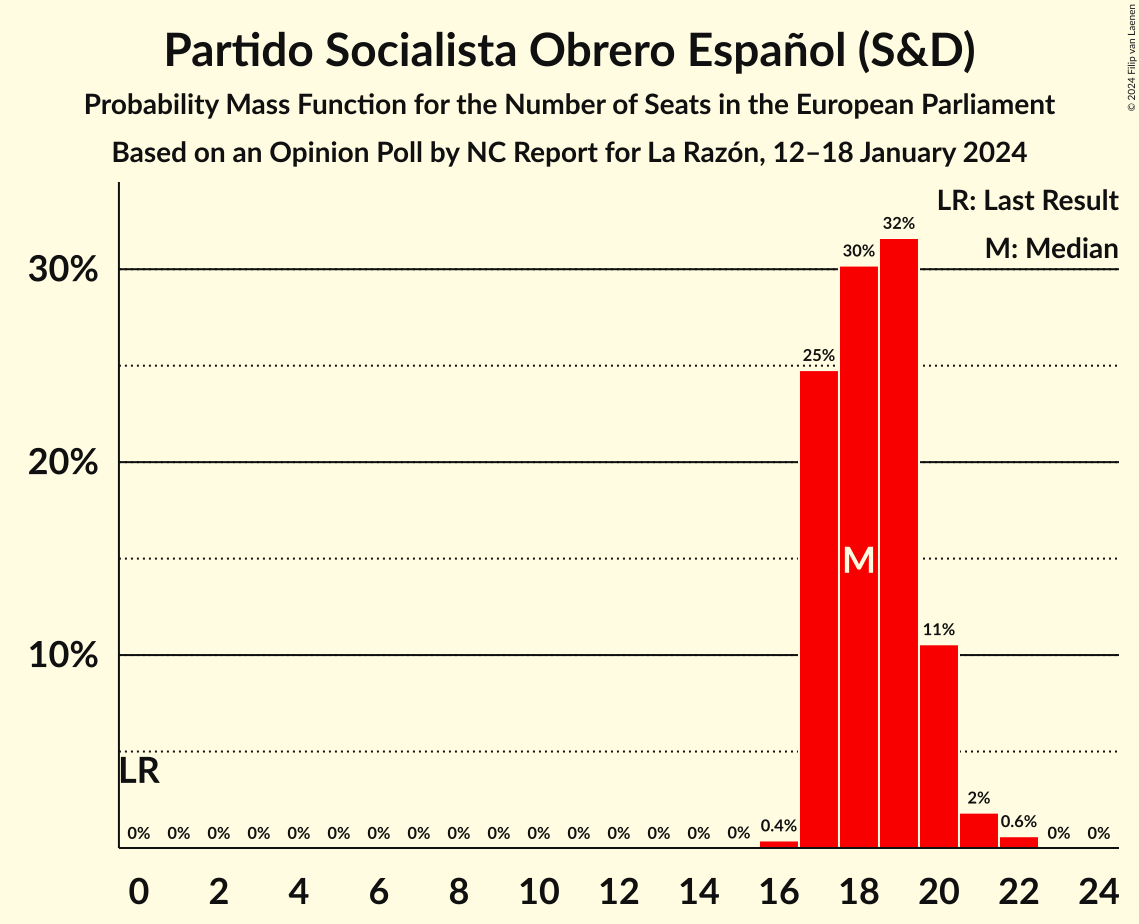 Partido Socialista Obrero Español (S&D)
Probability Mass Function for the Number of Seats in the European Parliament
Based on an Opinion Poll by NC Report for La Razón, 12–18 January 2024
© 2024 Filip van Laenen
LR: Last Result
M: Median
30%
20%
10%
32%
30%
25%
M
11%
LR
0% 0% 0% 0% 0% 0% 0% 0% 0% 0% 0% 0% 0% 0% 0% 0% 0.4% 2% 0.6% 0% 0%
0 2 4 6 8 10 12 14 16 18 20 22 24